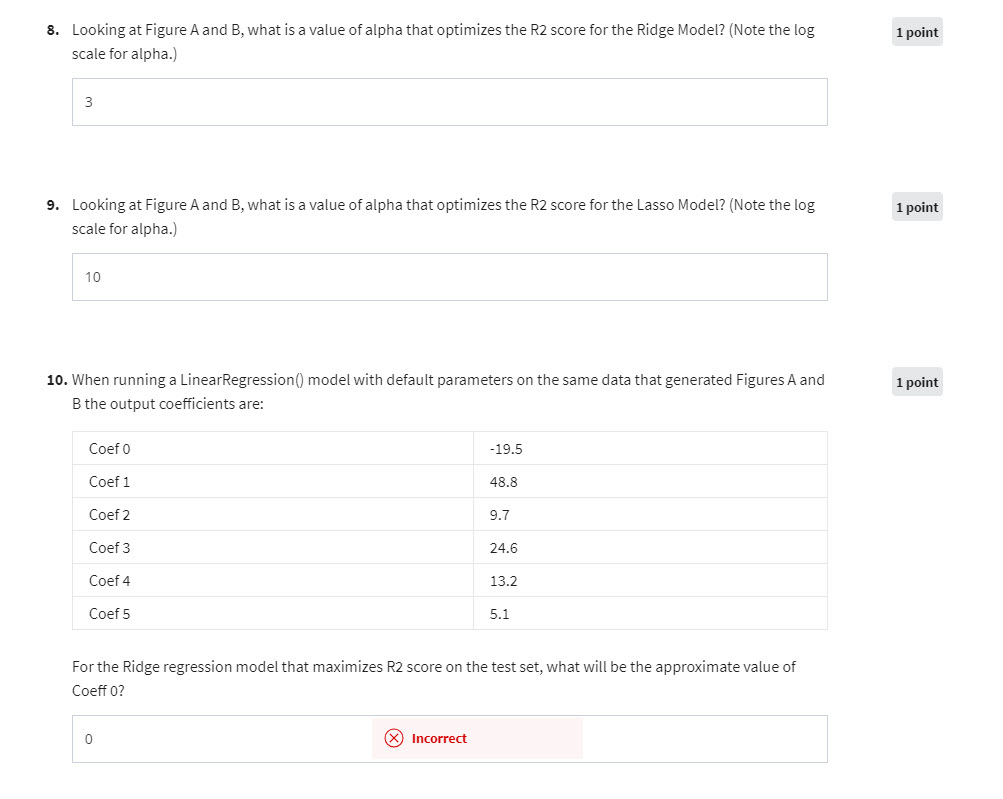 8. Looking at Figure A and B, what is a value of alpha that optimizes the R2 score for the Ridge Model? (Note the log
scale for alpha.)
1 point
3
9. Looking at Figure A and B, what is a value of alpha that optimizes the R2 score for the Lasso Model? (Note the log
scale for alpha.)
1 point
10
10. When running a LinearRegression() model with default parameters on the same data that generated Figures A and
B the output coefficients are:
1 point
Coef 0 -19.5
Coef 1 48.8
Coef 2 9.7
Coef 3 24.6
Coef 4 13.2
Coef 5 5.1
For the Ridge regression model that maximizes R2 score on the test set, what will be the approximate value of
Coeff 0?
0 Incorrect